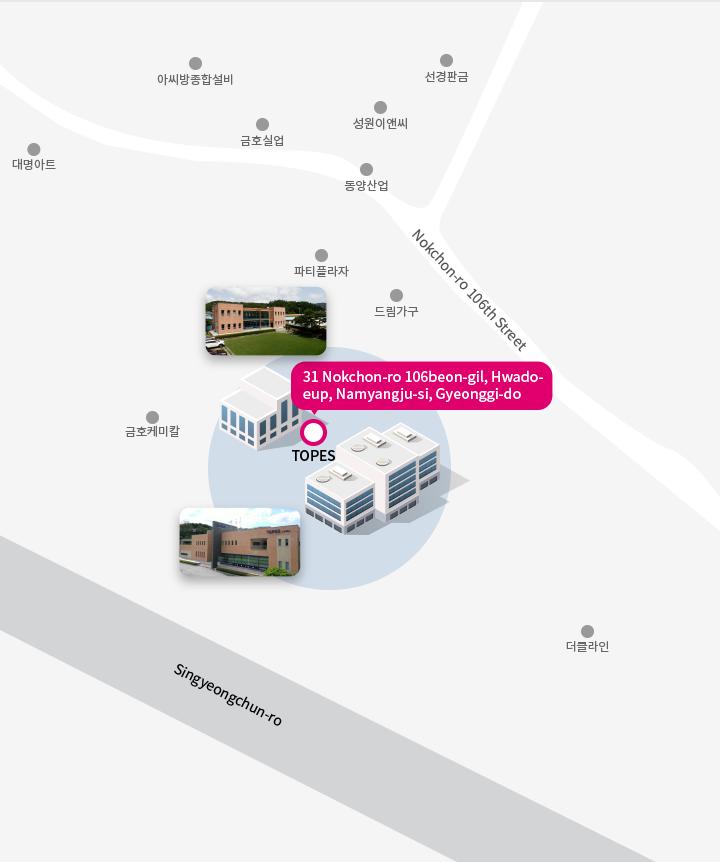 선경판금
아씨방종합설비
성원이앤씨
금호실업
대명아트
동양산업
Nokchon-ro 106th Street
파티플라자
드림가구
31 Nokchon-ro 106beon-gil, Hwado-
eup, Namyangju-si, Gyeonggi-do
금호케미칼
TOPES
더클라인
Singyeongchun-ro